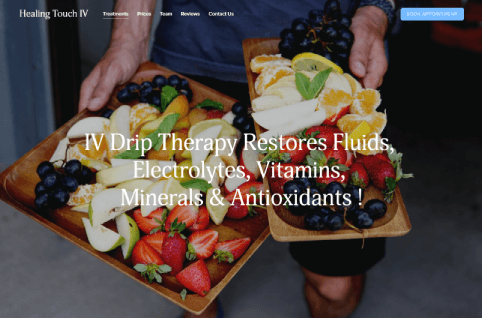 Healing Touch IV
Treatments Prices Team Reviews Contact Us
BOOK APPOINTMENT
IV Drip Therapy Restores Fluids,
Electrolytes, Vitamins,
Minerals & Antioxidants !